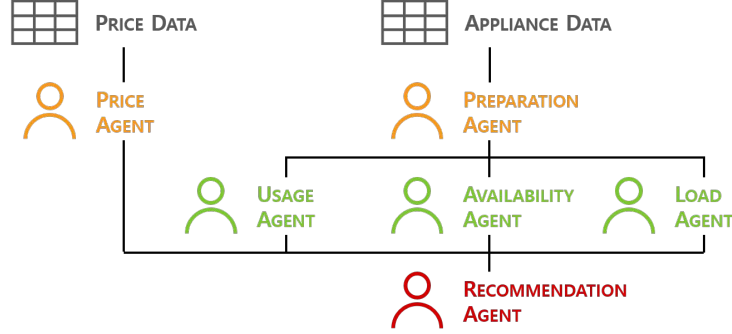 PRICE DATA
APPLIANCE DATA
PRICE
AGENT
PREPARATION
AGENT
USAGE
AGENT
AVAILABILITY
AGENT
LOAD
AGENT
RECOMMENDATION
AGENT